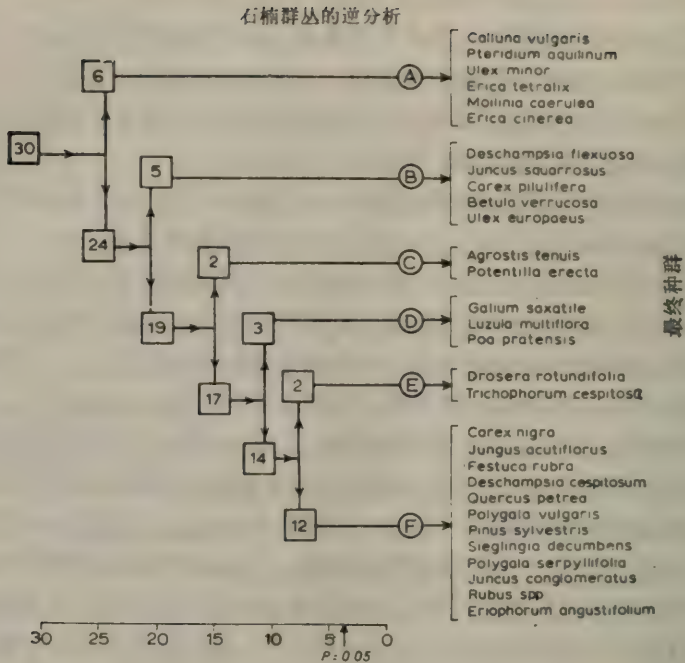 石楠群丛的逆分析
6
A
Calluna vulgaris
Pteridium aquilinum
Ulex minor
Erica tetralix
Molinia caerulea
Erica cinerea
30
5
B
Deschampsia flexuosa
Juncus squarrosus
Carex pilulifera
Betula verrucosa
Ulex europaeus
24
2
C
Agrostis tenuis
Potentilla erecta
19
3
D
Galium saxatile
Luzula multiflora
Poa pratensis
17
2
E
Drosera rotundifolia
Trichophorum cespitosa
14
12
F
Carex nigra
Jungus acutiflorus
Festuca rubra
Deschampsia cespitosum
Quercus petrea
Polygala vulgaris
Pinus sylvestris
Sieglingia decumbens
Polygala serpyllifolia
Juncus conglomeratus
Rubus spp
Eriophorum angustifolium
最终种群
30 25 20 15 10 5 0
P=0.05